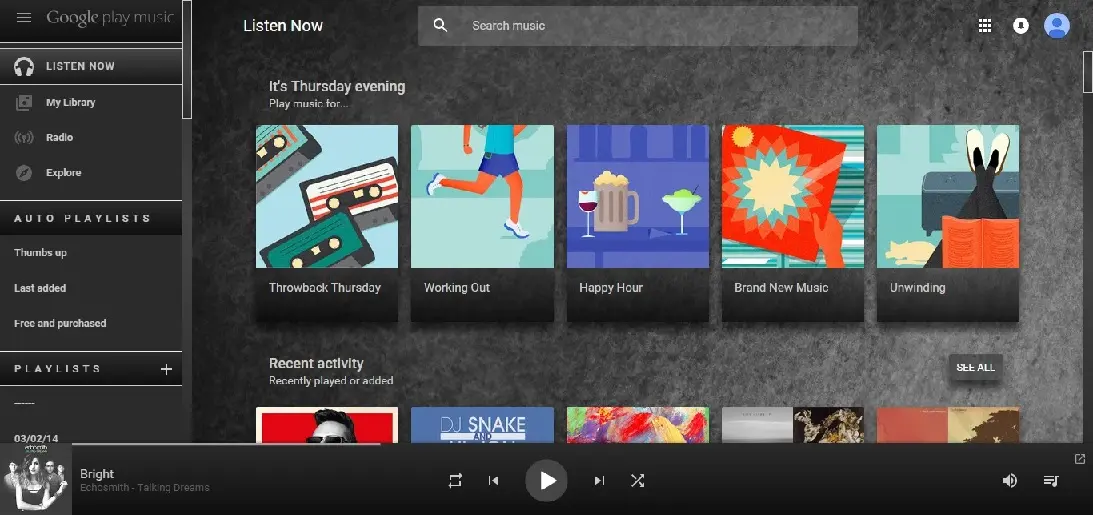 Google play music
Listen Now
Search music
LISTEN NOW
My Library
Radio
Explore
AUTO PLAYLISTS
Thumbs up
Last added
Free and purchased
PLAYLISTS
03/02/14
It's Thursday evening
Play music for...
Throwback Thursday
Working Out
Happy Hour
Brand New Music
Unwinding
Recent activity
Recently played or added
SEE ALL
DJ SNAKE
AND
Bright
Echosmith - Talking Dreams